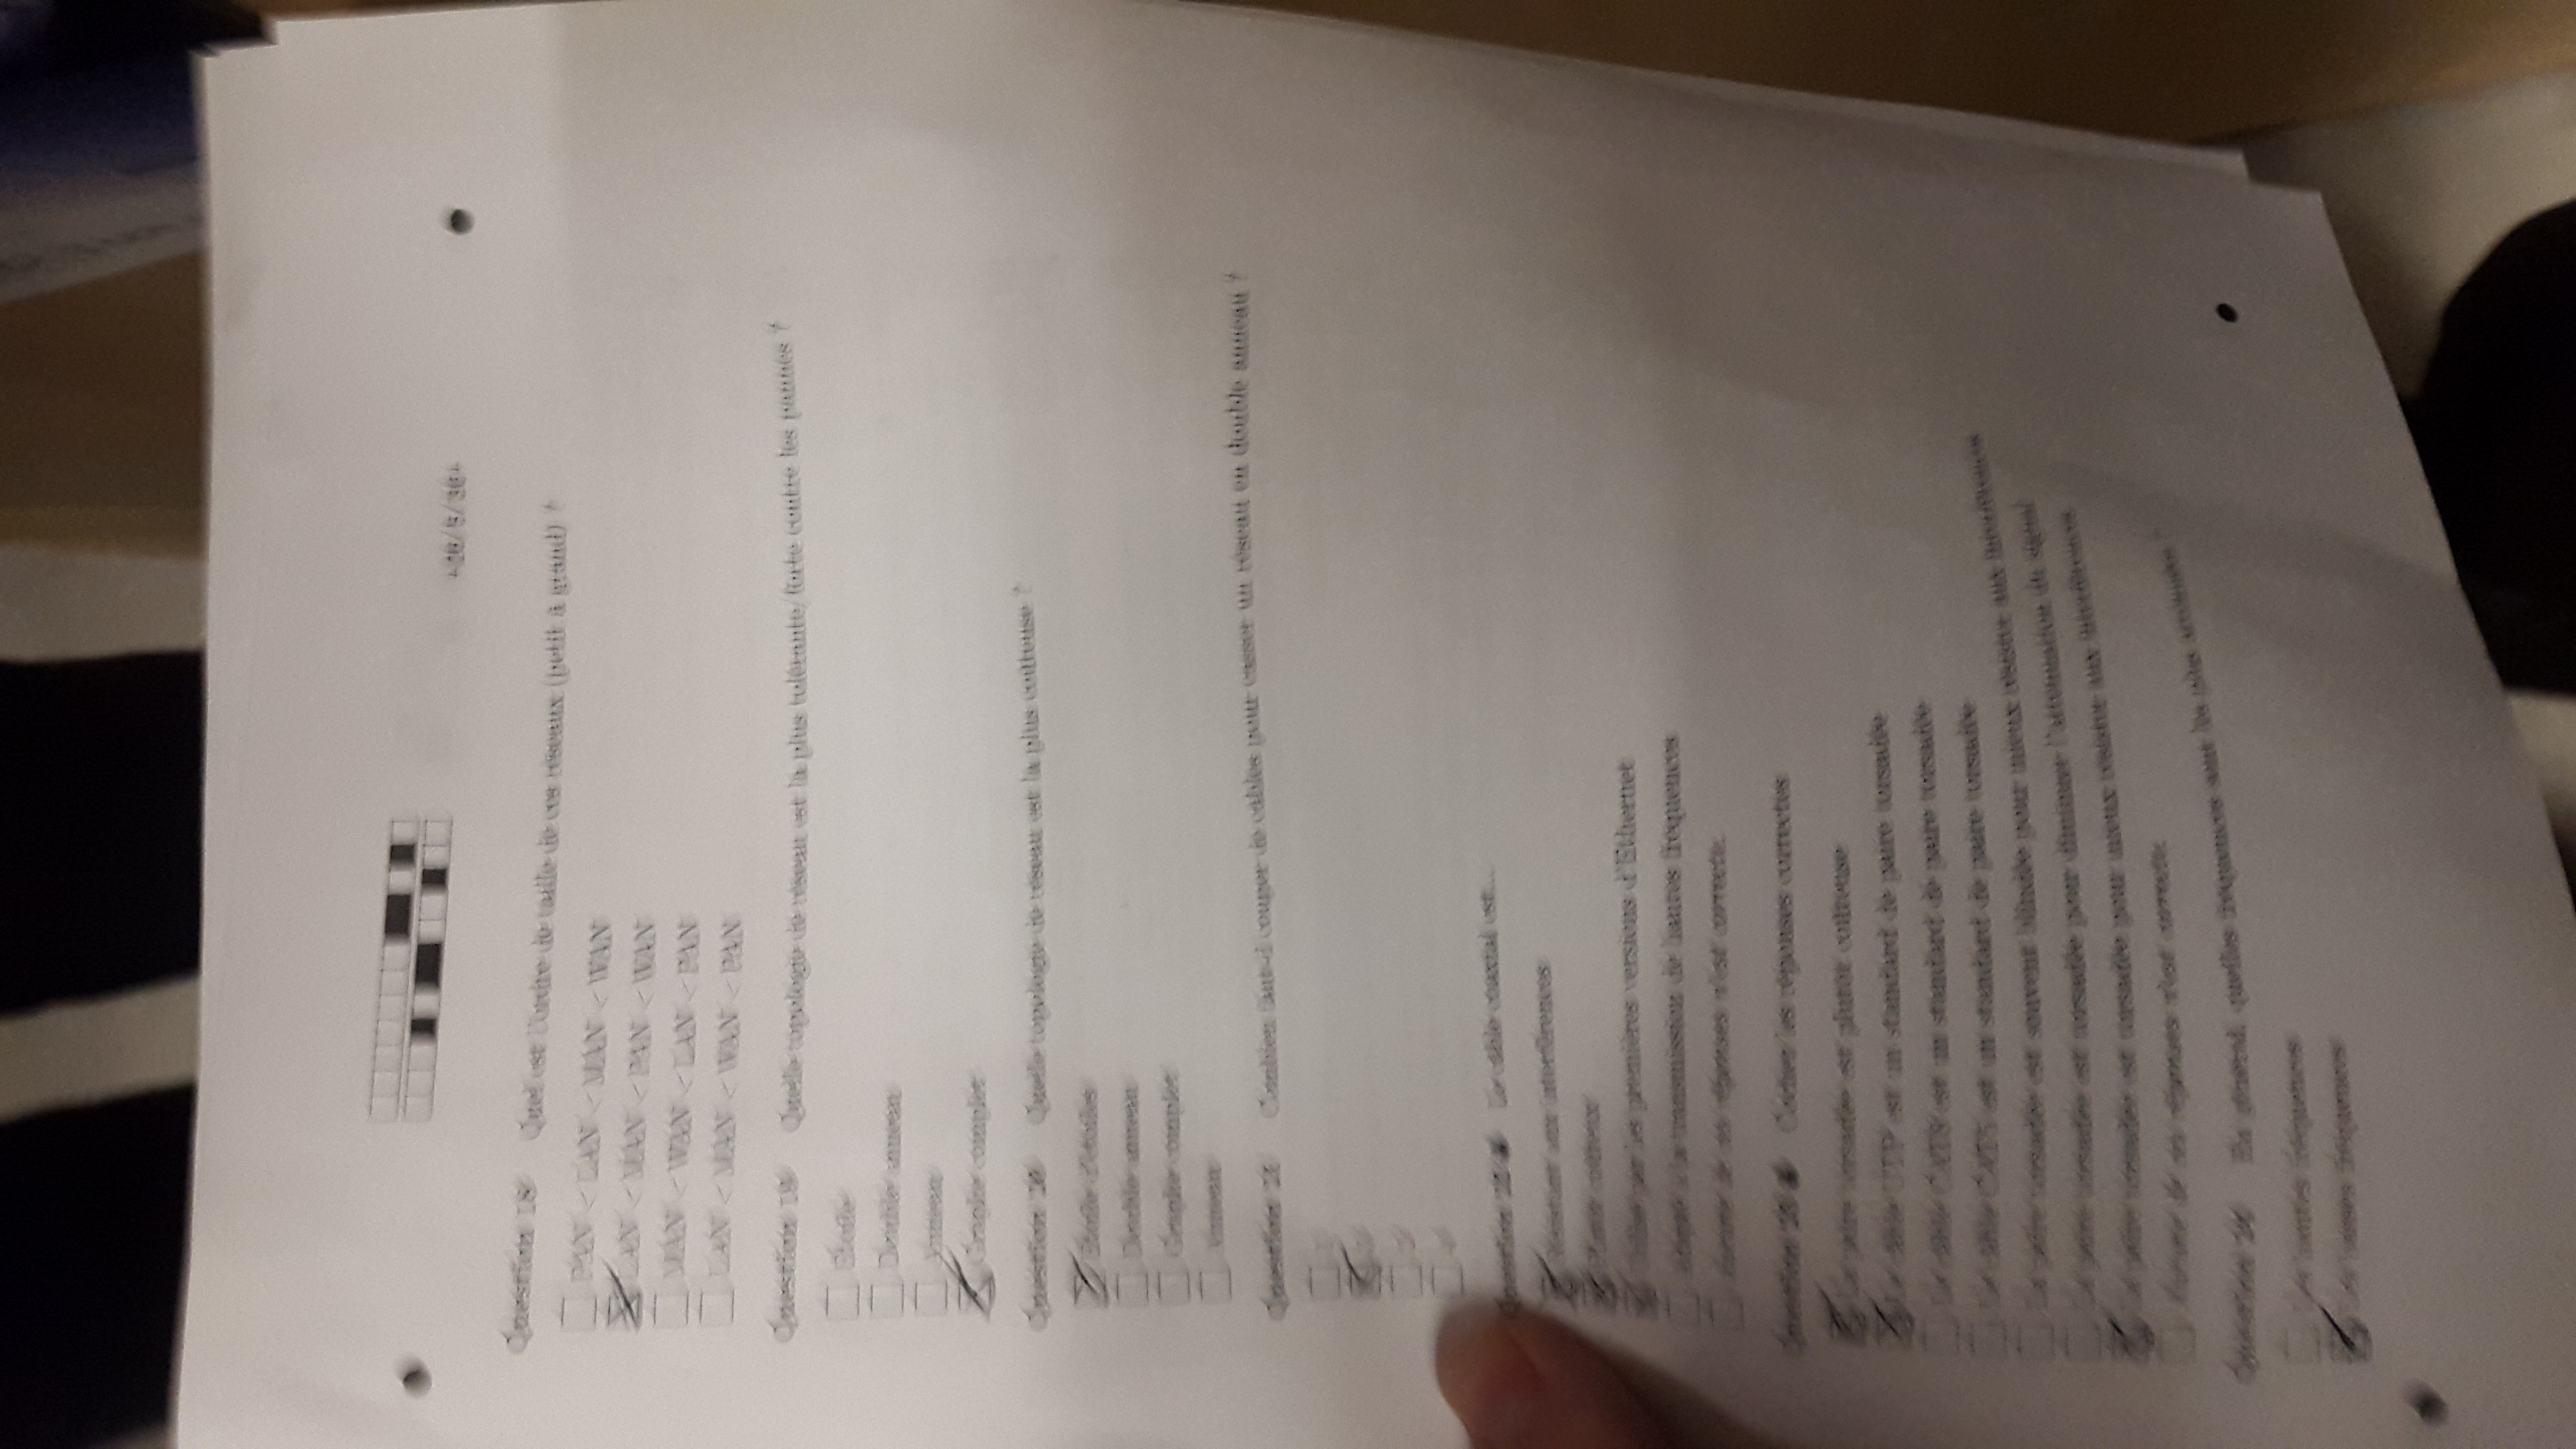 Question 18 Quel est l'ordre de taille de ces réseaux (petit à grand) ?
PAN < LAN < MAN < WAN
LAN < MAN < PAN < WAN
MAN < WAN < LAN < PAN
LAN < MAN < WAN < PAN
Question 19 Quelle topologie de réseau est la plus tolérante/forte contre les pannes ?
Étoile
Double anneau
Anneau
Graphe complet
Question 20 Quelle topologie de réseau est la plus coûteuse ?
Étoile d'étoiles
Double anneau
Graphe complet
Anneau
Question 21 Combien faut-il couper de câbles pour casser un réseau en double anneau ?
Question 22 ♣ Le câble coaxial est...
Résistant aux interférences
Plutôt coûteux
Utilisé par les premières versions d'Ethernet
Adapté à la transmission de hautes fréquences
Aucune de ces réponses n'est correcte.
Question 23 ♣ Cochez les réponses correctes
La paire torsadée est plutôt coûteuse
Le câble UTP est un standard de paire torsadée
Le câble est un standard de paire torsadée
Le câble CAT5 est un standard de paire torsadée
La paire torsadée est souvent blindée pour mieux résister aux interférences
La paire torsadée est torsadée pour diminuer l'atténuation du signal
La paire torsadée est torsadée pour mieux résister aux interférences
Aucune de ces réponses n'est correcte.
Question 24 En général, quelles fréquences sont les plus atténuées ?
Les hautes fréquences
Les basses fréquences